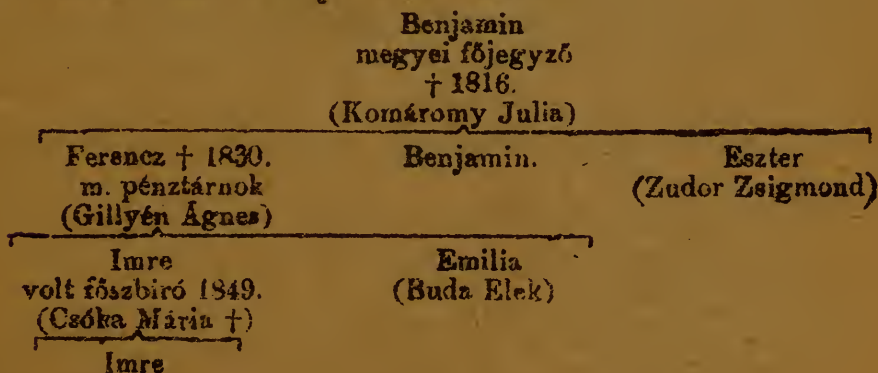 Benjamin
megyei főjegyző
† 1816.
(Komáromy Julia)
Ferencz † 1830. Benjamin. Eszter
m. pénztárnok (Zudor Zsigmond)
(Gillyén Ágnes)
Imre Emilia
volt főszbiró 1849. (Buda Elek)
(Csóka Mária †)
Imre